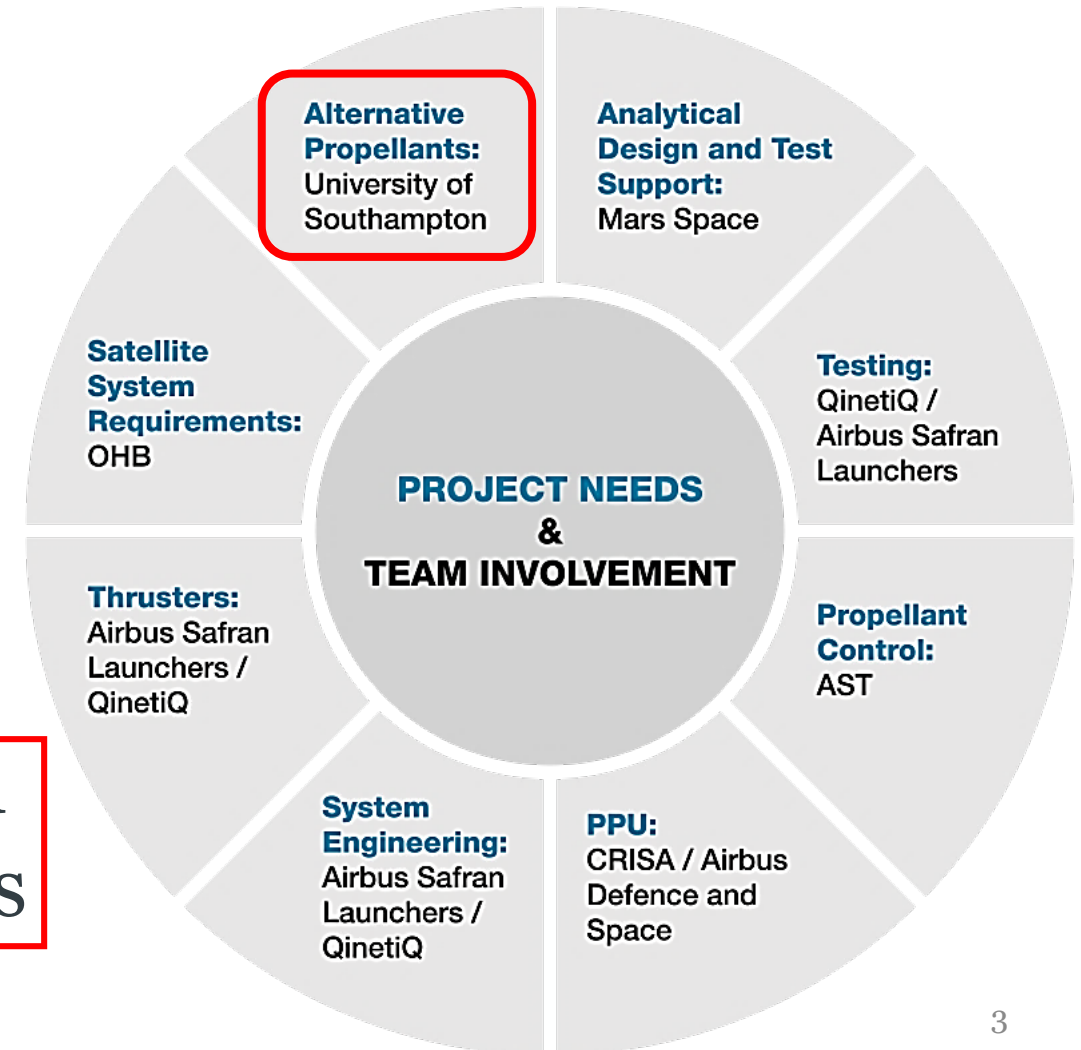 Alternative
Propellants:
University of
Southampton
Analytical
Design and Test
Support:
Mars Space
Satellite
System
Requirements:
OHB
Testing:
QinetiQ /
Airbus Safran
Launchers
PROJECT NEEDS
&
TEAM INVOLVEMENT
Thrusters:
Airbus Safran
Launchers /
QinetiQ
Propellant
Control:
AST
System
Engineering:
Airbus Safran
Launchers /
QinetiQ
PPU:
CRISA / Airbus
Defence and
Space
s
3